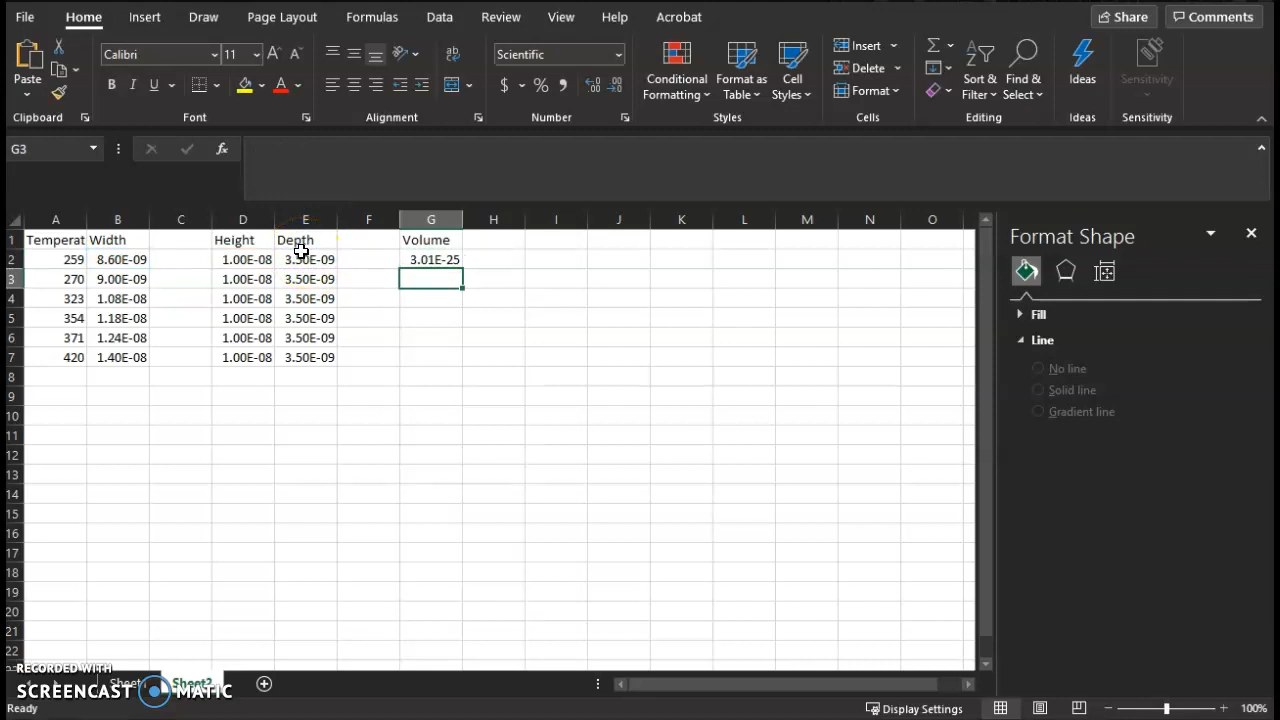 File Home Insert Draw Page Layout Formulas Data Review View Help Acrobat Share Comments
Calibri 11 Scientific Insert Σ
Paste Conditional Formatting Format as Table Cell Styles Delete Sort & Filter Find & Select Ideas Sensitivity
B I U A $ % Format
Clipboard Font Alignment Number Styles Cells Editing Ideas Sensitivity
G3 fx
A B C D E F G H I J K L M N O
Format Shape
1 Temperat Width Height Depth Volume
2 259 8.60E-09 1.00E-08 3.50E-09 3.01E-25
3 270 9.00E-09 1.00E-08 3.50E-09
4 323 1.08E-08 1.00E-08 3.50E-09
5 354 1.18E-08 1.00E-08 3.50E-09
6 371 1.24E-08 1.00E-08 3.50E-09
7 420 1.40E-08 1.00E-08 3.50E-09
8
9
10
11
12
13
14
15
16
17
18
19
20
21
22
Fill
Line
No line
Solid line
Gradient line
RECORDED WITH
SCREENCAST MATIC
Sheet2
Ready Display Settings 100%